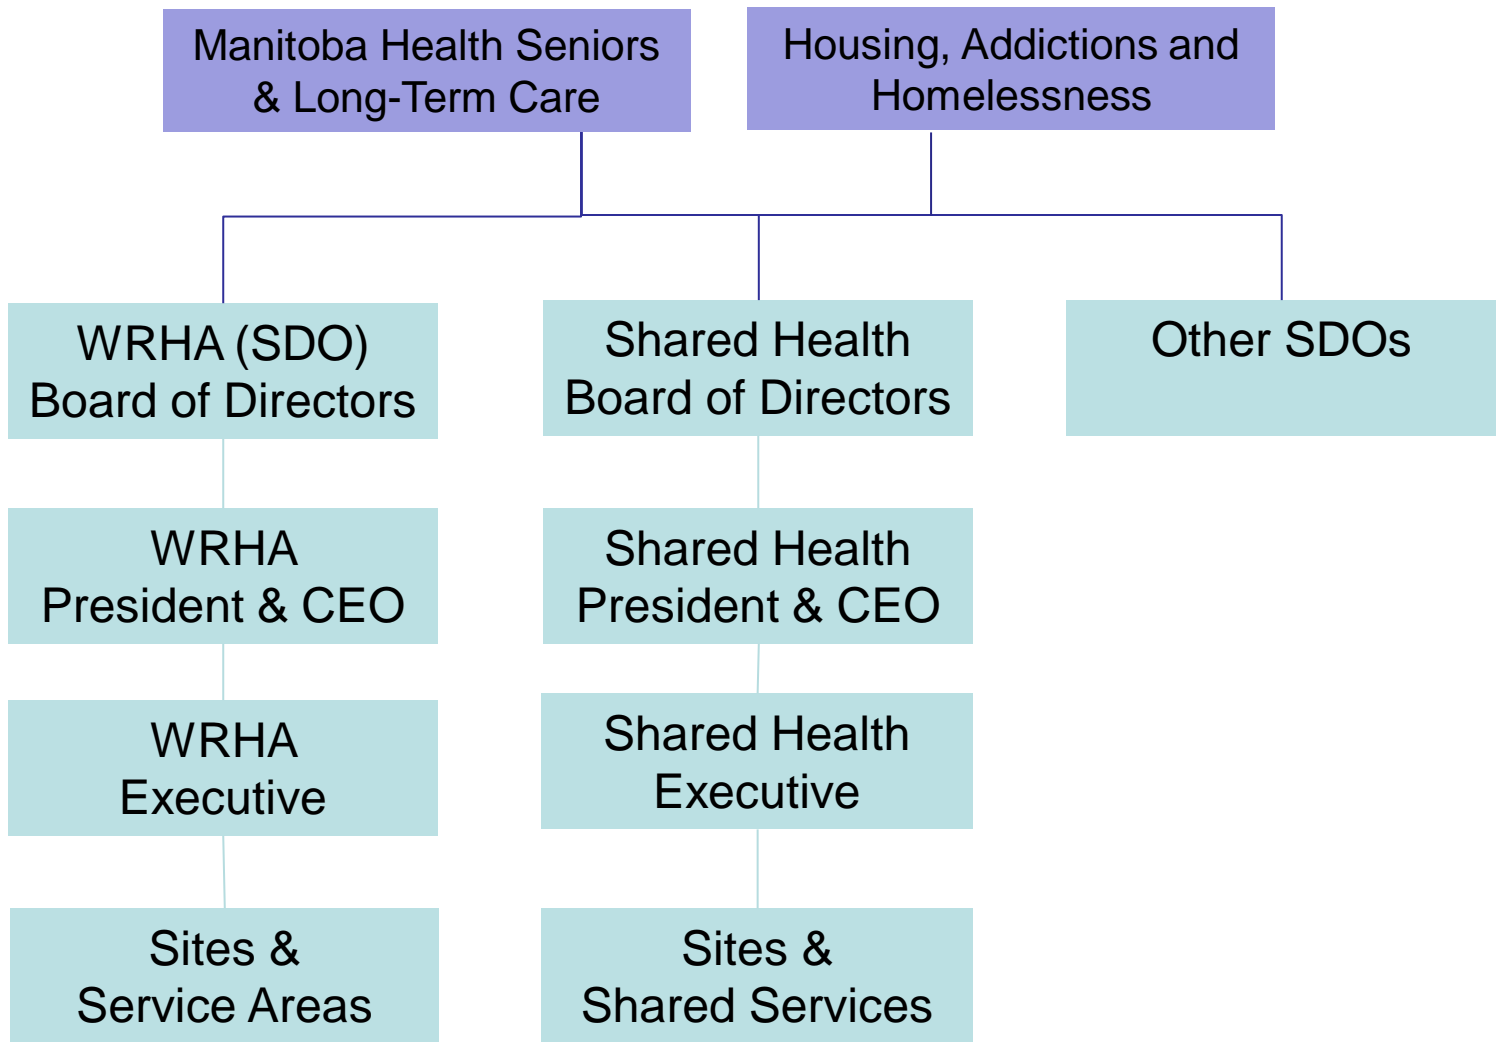 Manitoba Health Seniors
& Long-Term Care
Housing, Addictions and
Homelessness
WRHA (SDO)
Board of Directors
Shared Health
Board of Directors
Other SDOs
WRHA
President & CEO
Shared Health
President & CEO
WRHA
Executive
Shared Health
Executive
Sites &
Service Areas
Sites &
Shared Services